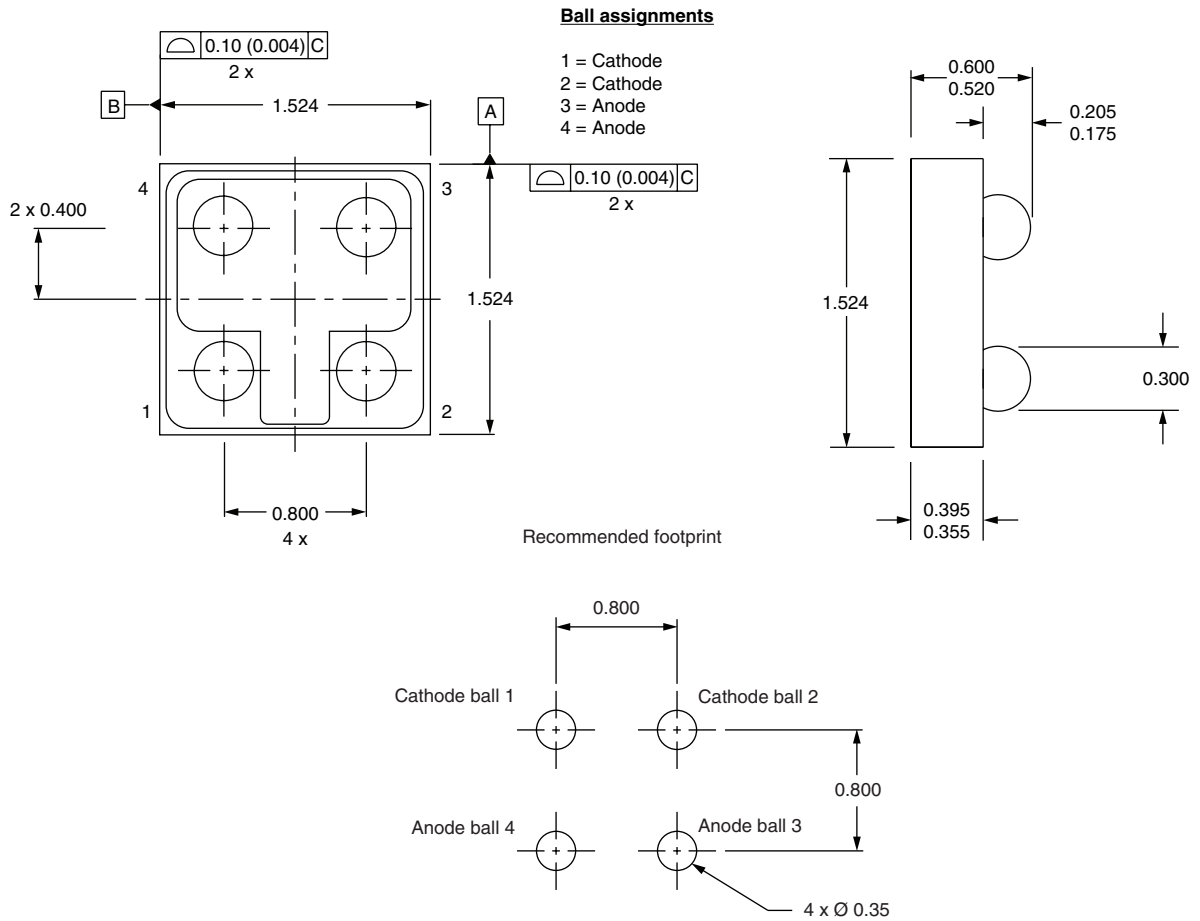 Ball assignments
1 = Cathode
2 = Cathode
3 = Anode
4 = Anode
0.10 (0.004) C
2 x
B
1.524
A
0.10 (0.004) C
2 x
4
3
2 x 0.400
1.524
1
2
0.800
4 x
0.600
0.520
0.205
0.175
1.524
0.300
0.395
0.355
Recommended footprint
0.800
Cathode ball 1
Cathode ball 2
0.800
Anode ball 4
Anode ball 3
4 x Ø 0.35